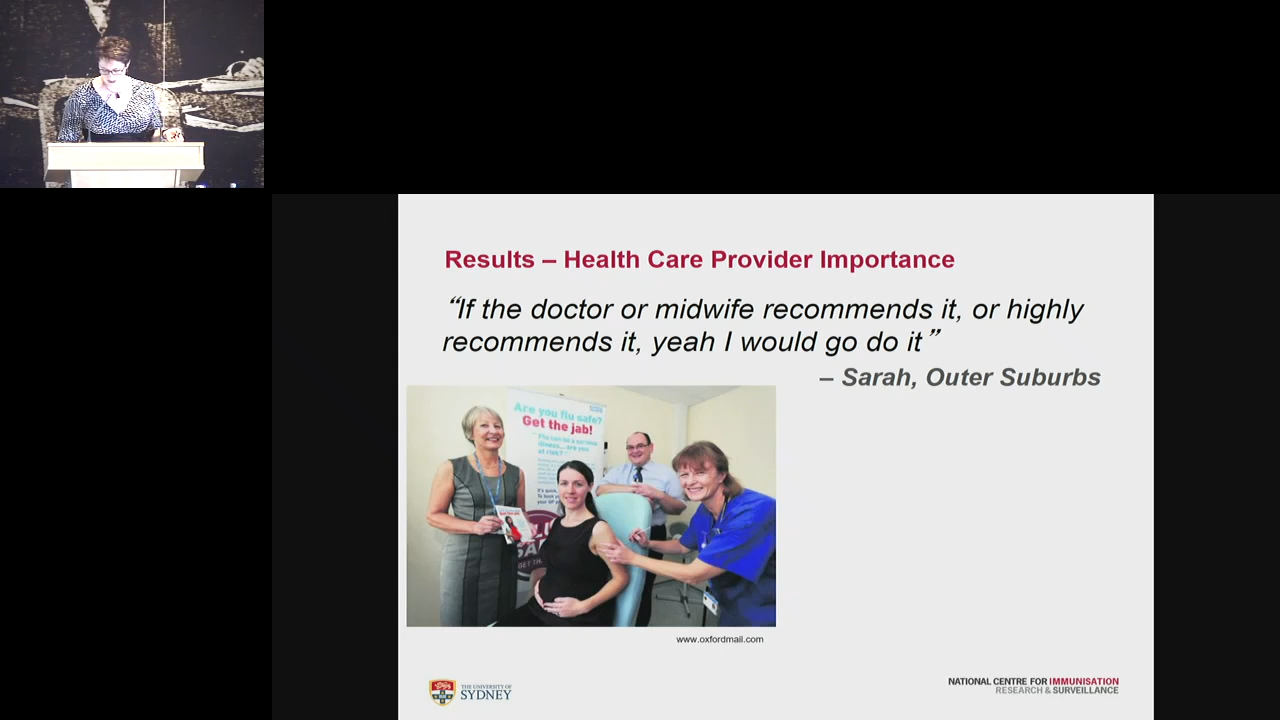 Results – Health Care Provider Importance
“If the doctor or midwife recommends it, or highly
recommends it, yeah I would go do it”
– Sarah, Outer Suburbs
Are you flu safe?
Get the jab!
www.oxfordmail.com
THE UNIVERSITY OF
SYDNEY
NATIONAL CENTRE FOR IMMUNISATION
RESEARCH & SURVEILLANCE